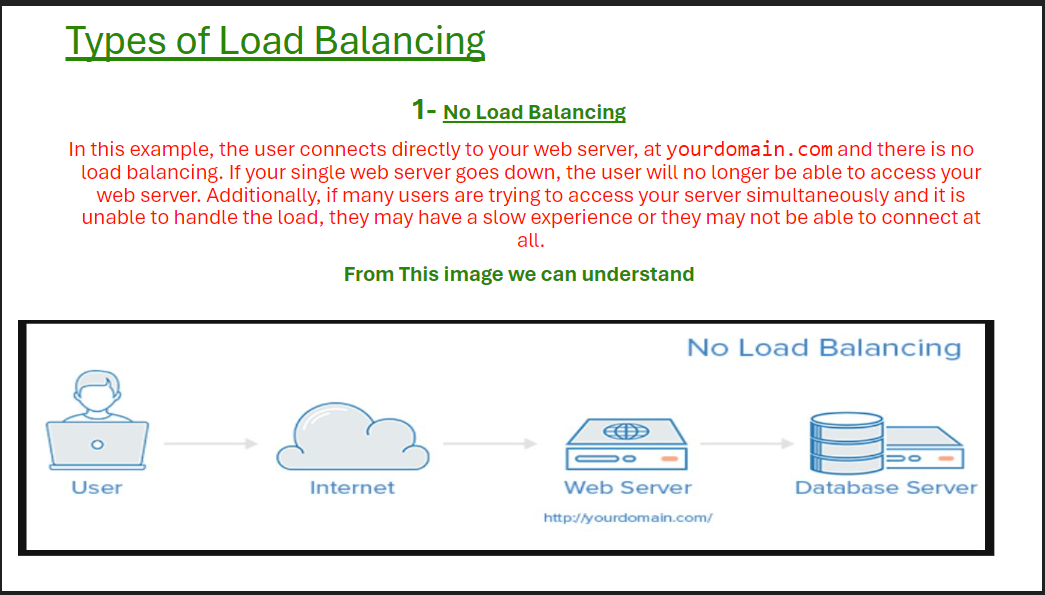 Types of Load Balancing
1- No Load Balancing
In this example, the user connects directly to your web server, at yourdomain.com and there is no
load balancing. If your single web server goes down, the user will no longer be able to access your
web server. Additionally, if many users are trying to access your server simultaneously and it is
unable to handle the load, they may have a slow experience or they may not be able to connect at
all.
From This image we can understand
No Load Balancing
User
Internet
Web Server
Database Server
http://yourdomain.com/